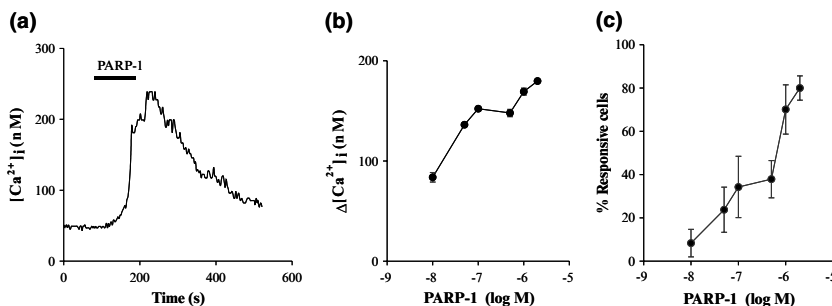 (a)
300
200
100
0
[Ca2+]i (n M)
PARP-1
0 200 400 600
Time (s)
(b)
200
100
0
Δ[Ca2+]i (n M)
-9 -8 -7 -6 -5
PARP-1 (log M)
(c)
100
80
60
40
20
0
% Responsive cells
-9 -8 -7 -6 -5
PARP-1 (log M)